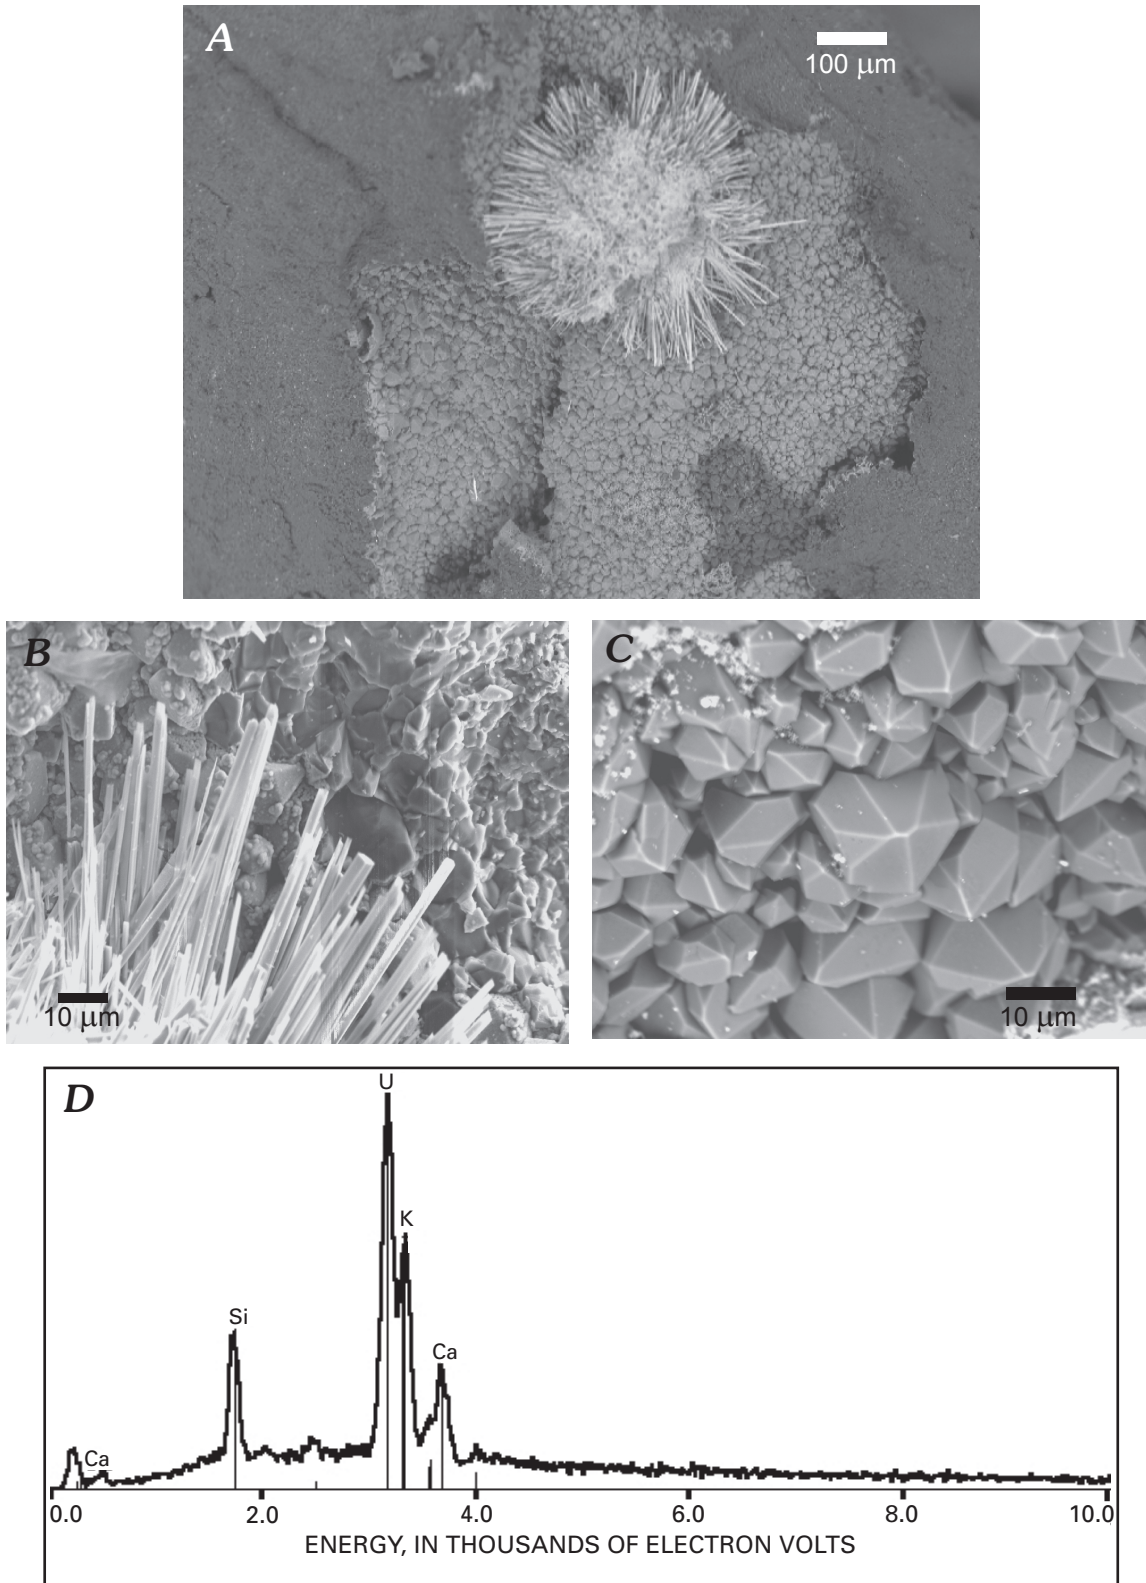 A
100 µm
B
10 µm
C
10 µm
D
U
K
Si
Ca
Ca
0.0 2.0 4.0 6.0 8.0 10.0
ENERGY, IN THOUSANDS OF ELECTRON VOLTS